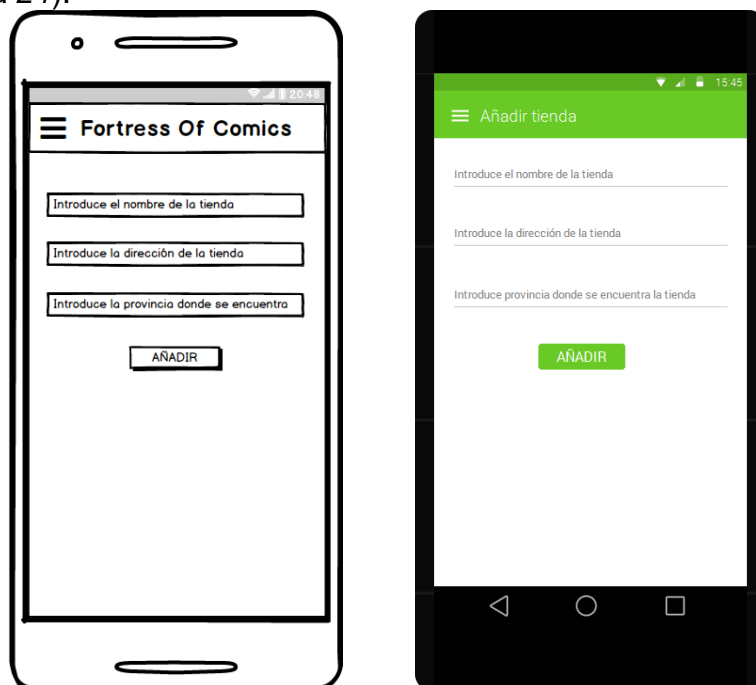 20:48
Fortress Of Comics
Introduce el nombre de la tienda
Introduce la dirección de la tienda
Introduce la provincia donde se encuentra
AÑADIR
15:45
Añadir tienda
Introduce el nombre de la tienda
Introduce la dirección de la tienda
Introduce provincia donde se encuentra la tienda
AÑADIR